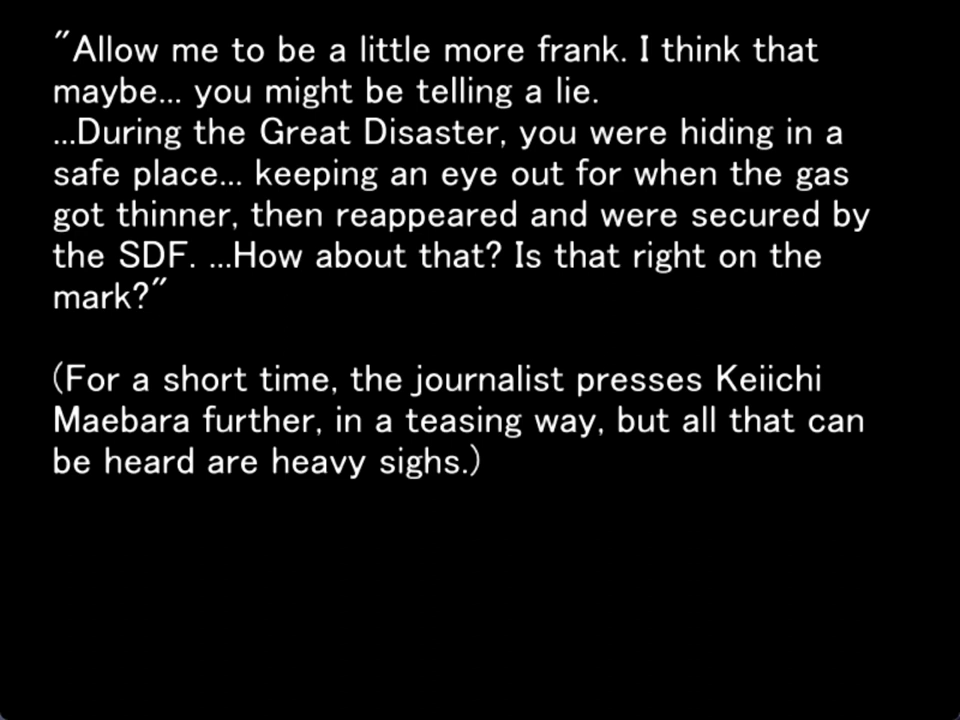 "Allow me to be a little more frank. I think that
maybe... you might be telling a lie.
...During the Great Disaster, you were hiding in a
safe place... keeping an eye out for when the gas
got thinner, then reappeared and were secured by
the SDF. ...How about that? Is that right on the
mark?"
(For a short time, the journalist presses Keiichi
Maebara further, in a teasing way, but all that can
be heard are heavy sighs.)